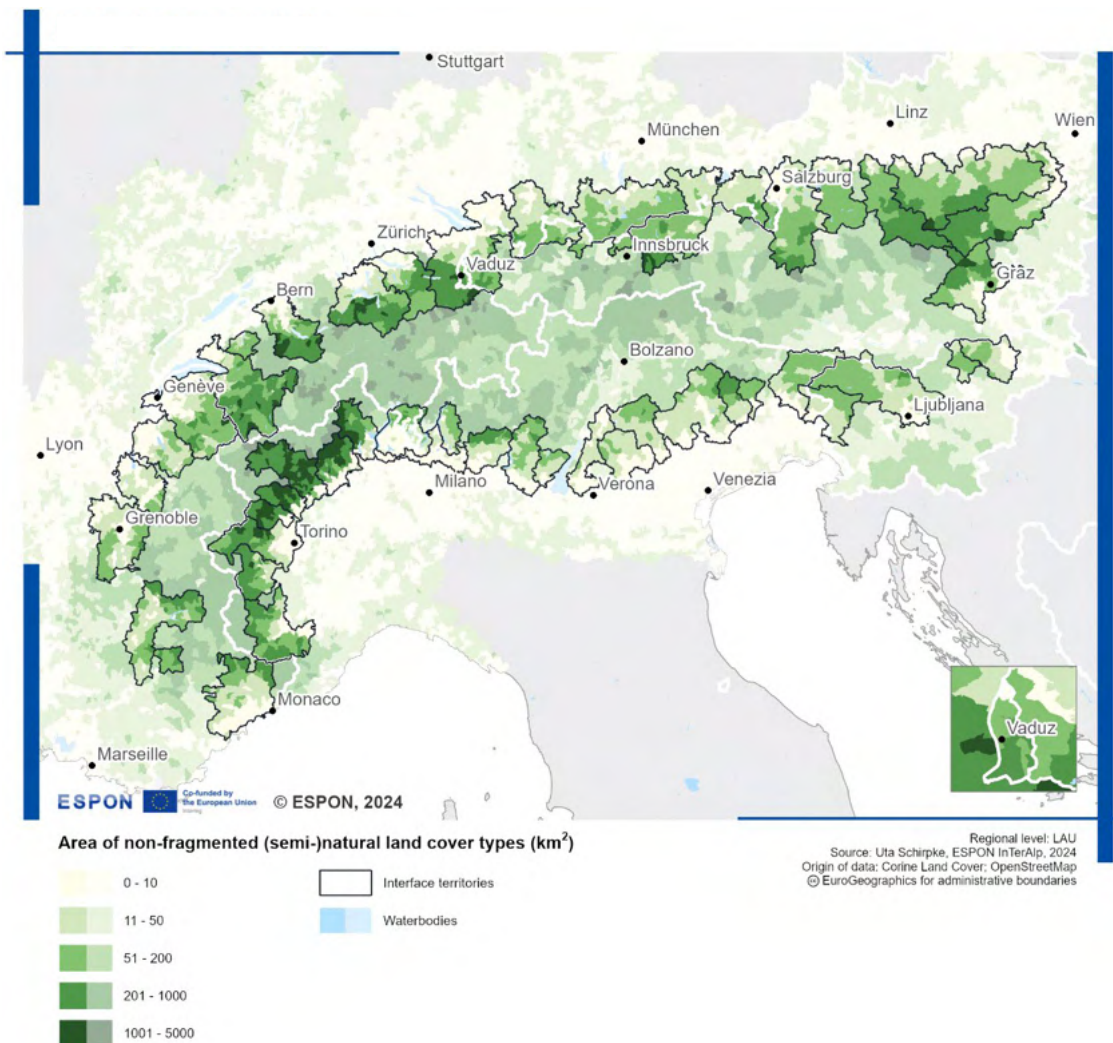 Stuttgart
Linz
Wien
München
Salzburg
Zürich
Innsbruck
Vaduz
Graz
Bern
Bolzano
Genève
Ljubljana
Lyon
Milano
Verona
Venezia
Grenoble
Torino
Monaco
Vaduz
Marseille
ESPON
Co-funded by
the European Union
Interreg
© ESPON, 2024
Area of non-fragmented (semi-)natural land cover types (km²)
0 - 10
11 - 50
51 - 200
201 - 1000
1001 - 5000
Interface territories
Waterbodies
Regional level: LAU
Source: Uta Schirpke, ESPON InTerAlp, 2024
Origin of data: Corine Land Cover; OpenStreetMap
cc EuroGeographics for administrative boundaries